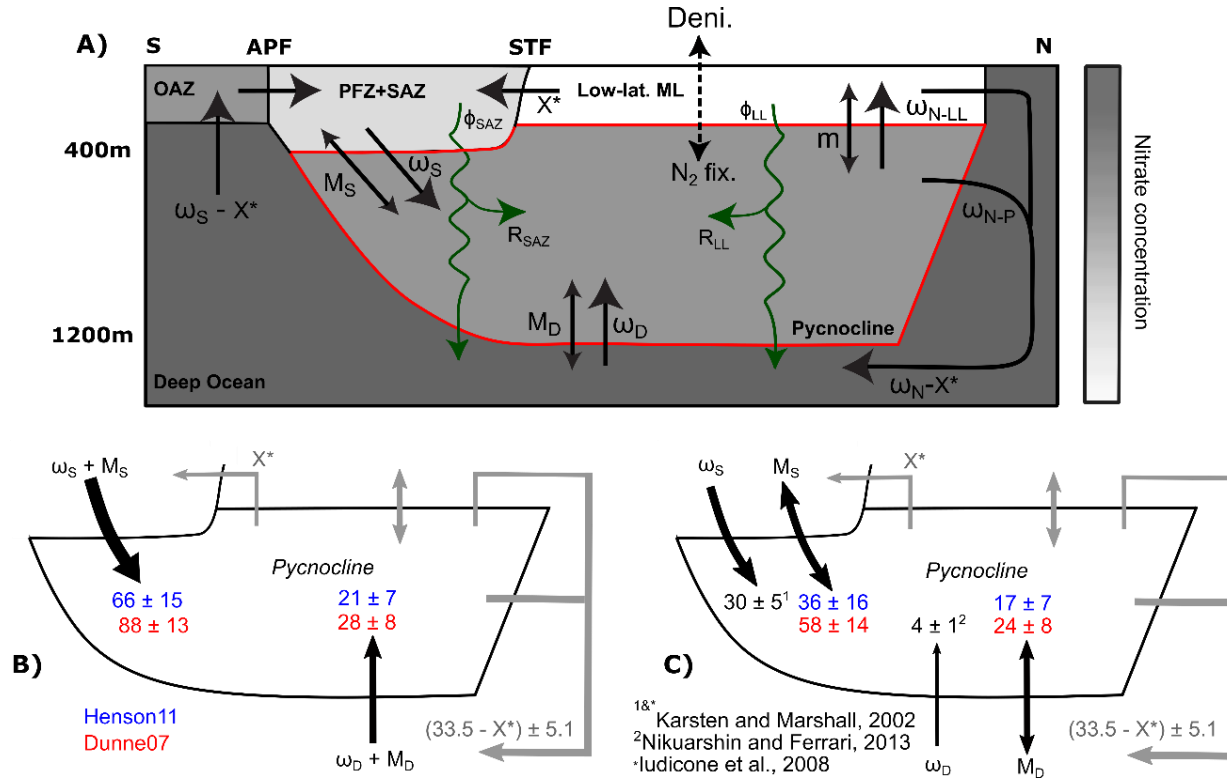 A)
S
APF
STF
Deni.
N
OAZ
PFZ+SAZ
X*
Low-lat. ML
ϕSAZ
ϕLL
m
ωN-LL
400m
MS
ωS
N2 fix.
ωS - X*
RSAZ
RLL
ωN-P
MD
ωD
Pycnocline
1200m
Deep Ocean
ωN-X*
Nitrate concentration
B)
ωS + MS
X*
Pycnocline
66 ± 15
88 ± 13
21 ± 7
28 ± 8
Henson11
Dunne07
(33.5 - X*) ± 5.1
ωD + MD
C)
ωS
MS
X*
Pycnocline
30 ± 5¹
36 ± 16
58 ± 14
4 ± 1²
17 ± 7
24 ± 8
1&*Karsten and Marshall, 2002
²Nikuarshin and Ferrari, 2013
*Iudicone et al., 2008
ωD
MD
(33.5 - X*) ± 5.1